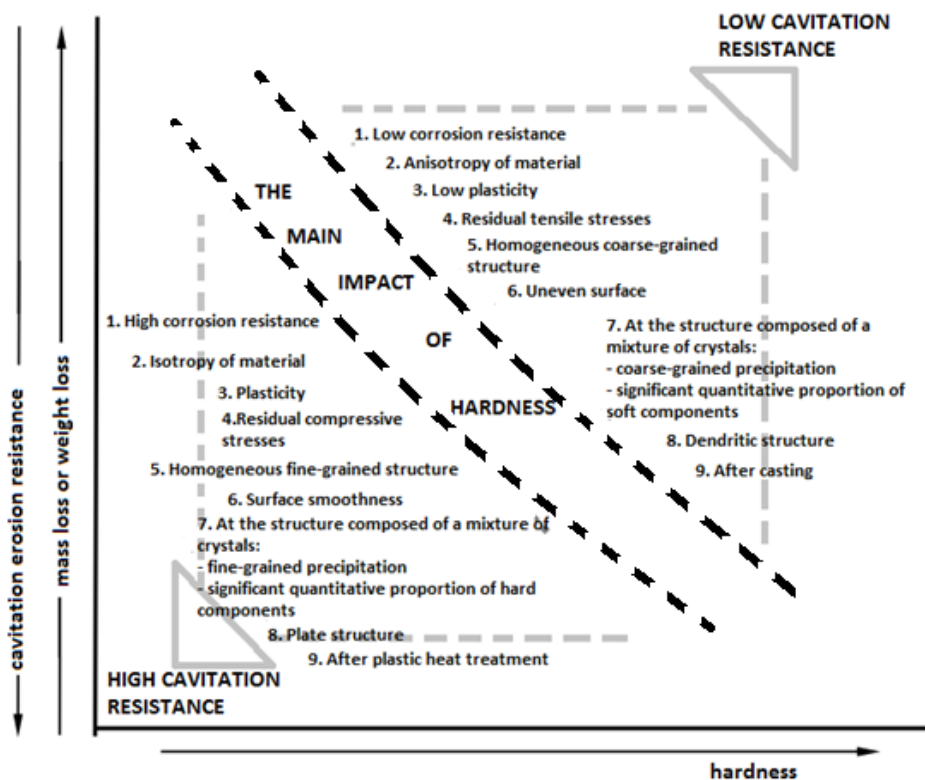 LOW CAVITATION
RESISTANCE
1. Low corrosion resistance
2. Anisotropy of material
3. Low plasticity
4. Residual tensile stresses
5. Homogeneous coarse-grained
structure
6. Uneven surface
7. At the structure composed of a
mixture of crystals:
- coarse-grained precipitation
- significant quantitative proportion of
soft components
8. Dendritic structure
9. After casting
THE
MAIN
IMPACT
OF
HARDNESS
1. High corrosion resistance
2. Isotropy of material
3. Plasticity
4.Residual compressive
stresses
5. Homogeneous fine-grained structure
6. Surface smoothness
7. At the structure composed of a mixture of
crystals:
- fine-grained precipitation
- significant quantitative proportion of hard
components
8. Plate structure
9. After plastic heat treatment
HIGH CAVITATION
RESISTANCE
cavitation erosion resistance
mass loss or weight loss
hardness